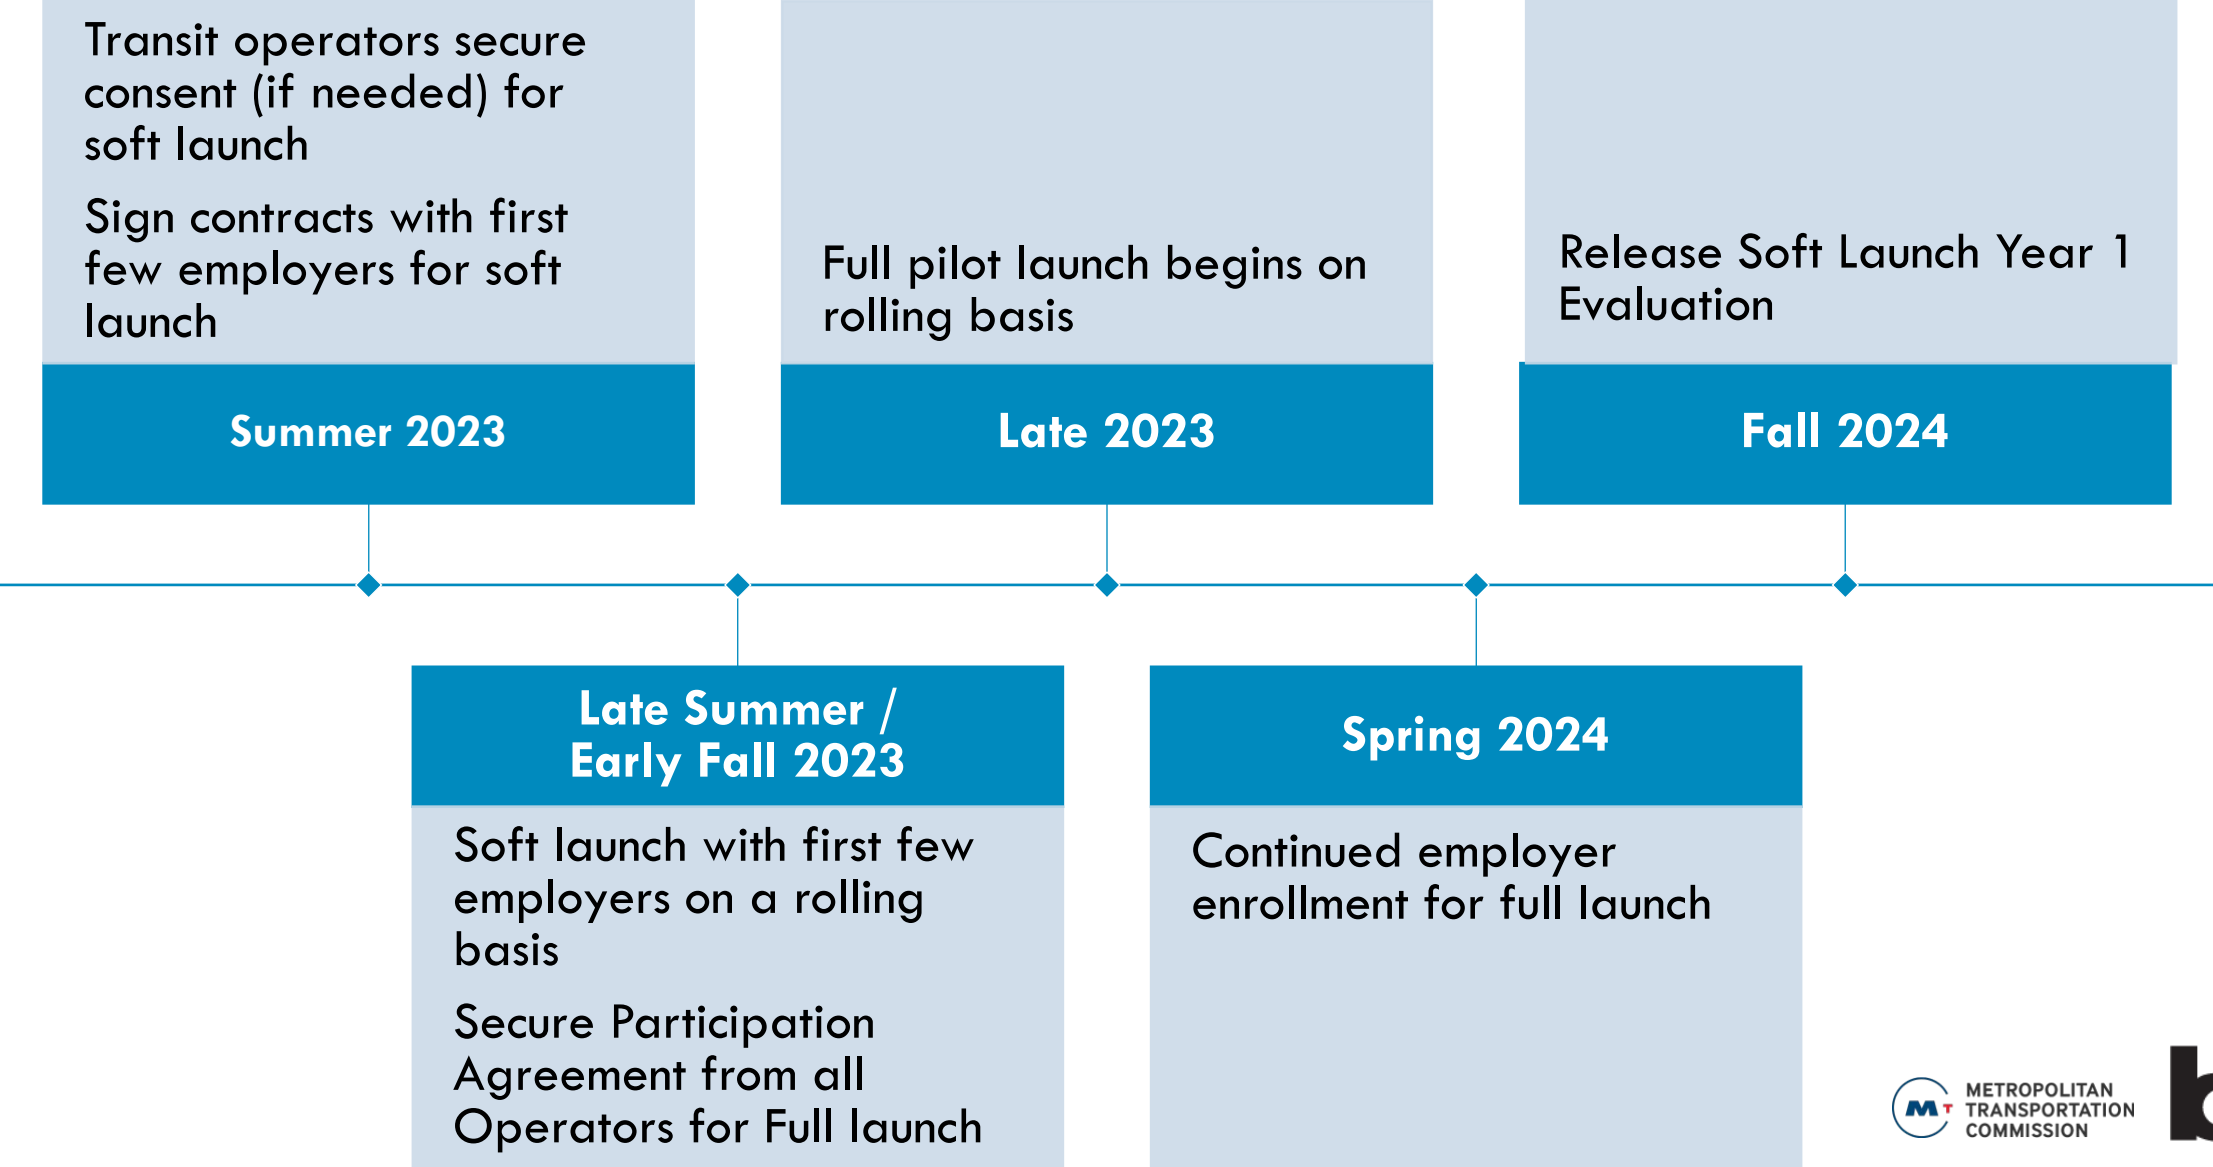 Transit operators secure
consent (if needed) for
soft launch
Sign contracts with first
few employers for soft
launch
Summer 2023
Full pilot launch begins on
rolling basis
Late 2023
Release Soft Launch Year 1
Evaluation
Fall 2024
Late Summer /
Early Fall 2023
Soft launch with first few
employers on a rolling
basis
Secure Participation
Agreement from all
Operators for Full launch
Spring 2024
Continued employer
enrollment for full launch
MT
METROPOLITAN
TRANSPORTATION
COMMISSION